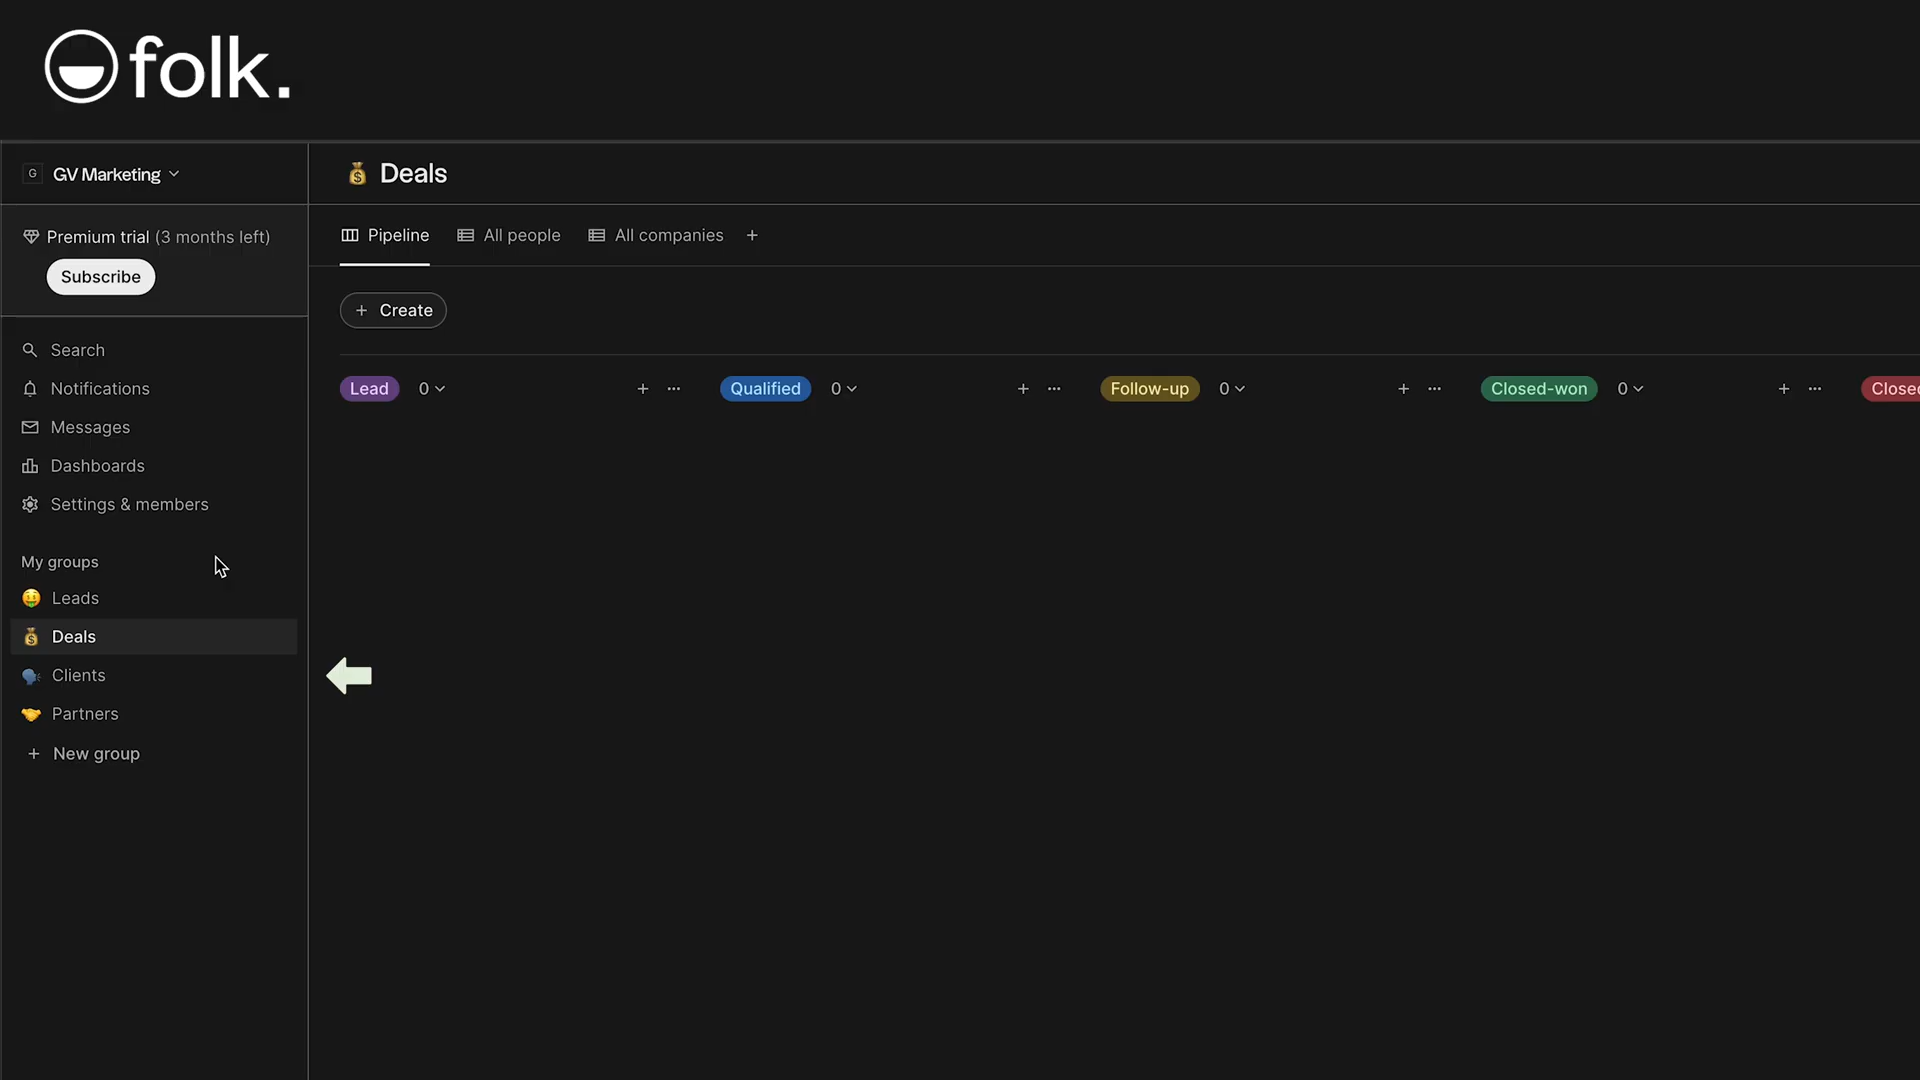 folk.
G GV Marketing
Deals
Premium trial (3 months left)
Subscribe
Pipeline All people All companies +
+ Create
Search
Notifications
Messages
Dashboards
Settings & members
Lead 0 + ... Qualified 0 + ... Follow-up 0 + ... Closed-won 0 + ... Closed
My groups
Leads
Deals
Clients
Partners
+ New group